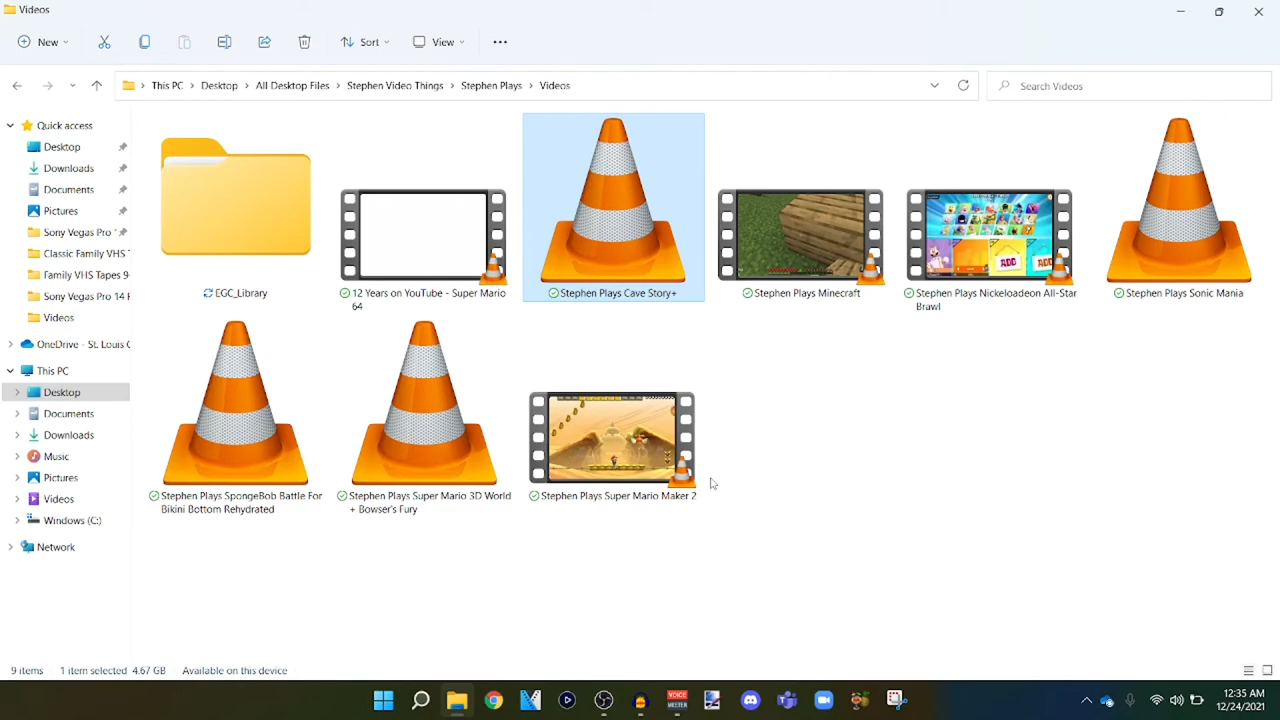 Videos
New
Sort
View
This PC > Desktop > All Desktop Files > Stephen Video Things > Stephen Plays > Videos
Search Videos
Quick access
Desktop
Downloads
Documents
Pictures
Sony Vegas Pro
Classic Family VHS T
Family VHS Tapes 9-
Sony Vegas Pro 14 F
Videos
OneDrive - St. Louis C
This PC
Desktop
Documents
Downloads
Music
Pictures
Videos
Windows (C:)
Network
EGC_Library
12 Years on YouTube - Super Mario
64
Stephen Plays Cave Story+
Stephen Plays Minecraft
Stephen Plays Nickeloadeon All-Star
Brawl
Stephen Plays Sonic Mania
Stephen Plays SpongeBob Battle For
Bikini Bottom Rehydrated
Stephen Plays Super Mario 3D World
+ Bowser's Fury
Stephen Plays Super Mario Maker 2
ADD
ADD
9 items
1 item selected 4.67 GB
Available on this device
VOICE
MEETER
12:35 AM
12/24/2021